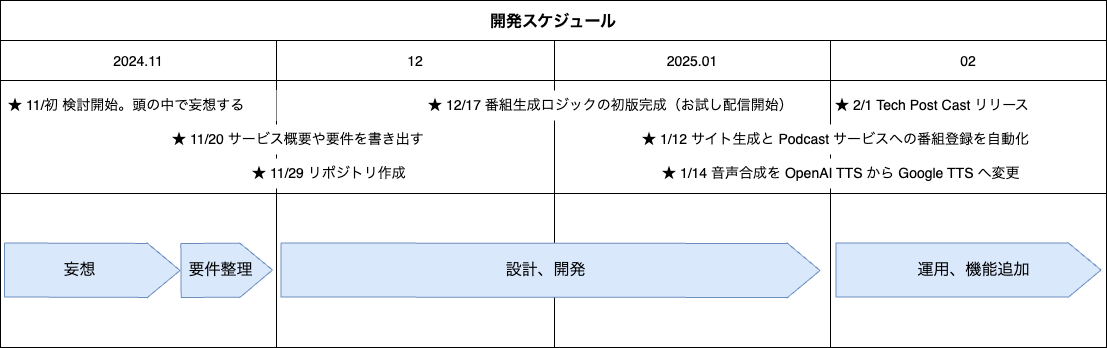 開発スケジュール
2024.11
12
2025.01
02
★ 11/初 検討開始。頭の中で妄想する
★ 12/17 番組生成ロジックの初版完成（お試し配信開始）
★ 2/1 Tech Post Cast リリース
★ 11/20 サービス概要や要件を書き出す
★ 1/12 サイト生成と Podcast サービスへの番組登録を自動化
★ 11/29 リポジトリ作成
★ 1/14 音声合成を OpenAI TTS から Google TTS へ変更
妄想
要件整理
設計、開発
運用、機能追加